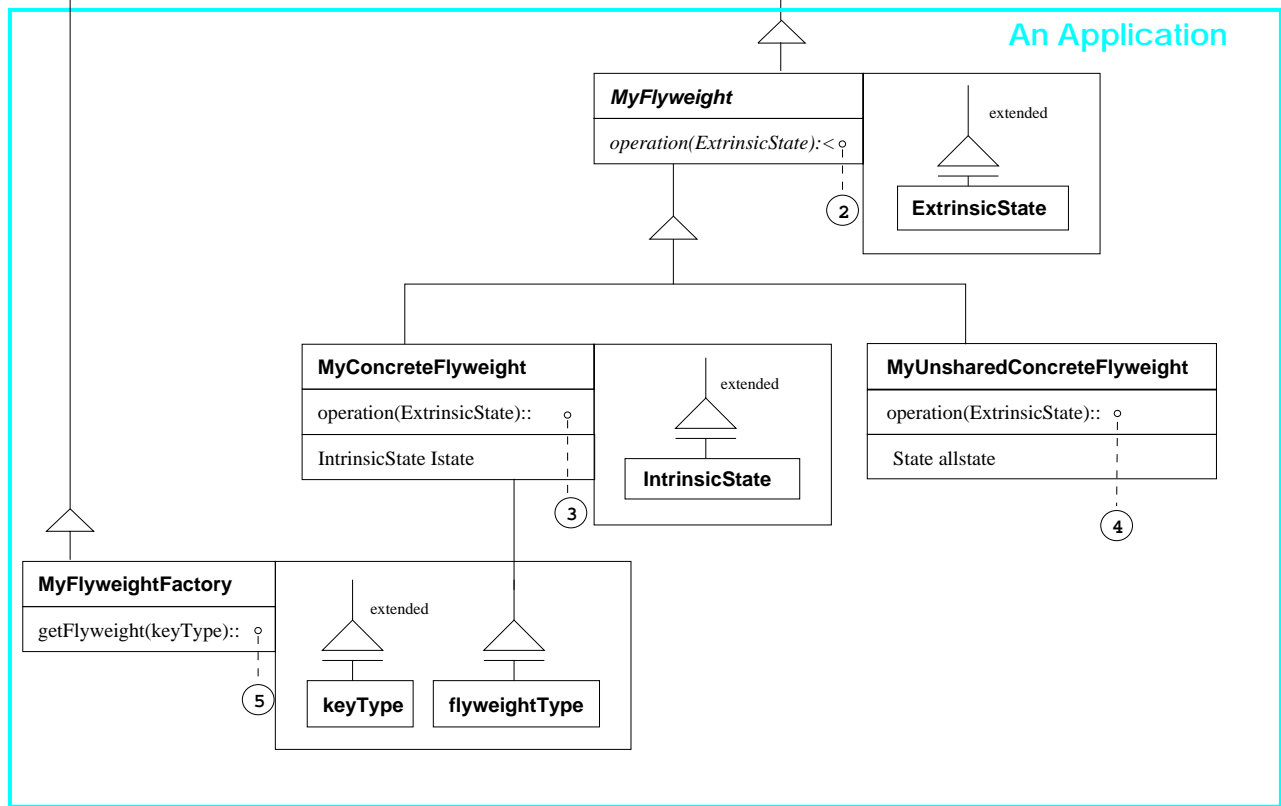 An Application
MyFlyweight
operation(ExtrinsicState):<
2
extended
ExtrinsicState
MyConcreteFlyweight
operation(ExtrinsicState)::
IntrinsicState Istate
3
extended
IntrinsicState
MyUnsharedConcreteFlyweight
operation(ExtrinsicState)::
State allstate
4
MyFlyweightFactory
getFlyweight(keyType)::
5
extended
keyType
flyweightType